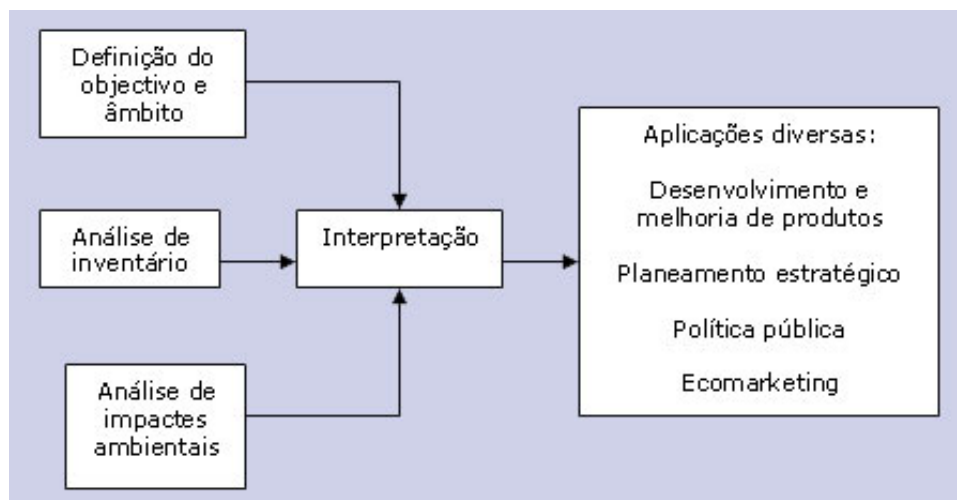 Definição do
objectivo e
âmbito
Análise de
inventário
Análise de
impactes
ambientais
Interpretação
Aplicações diversas:
Desenvolvimento e
melhoria de produtos
Planeamento estratégico
Política pública
Ecomarketing